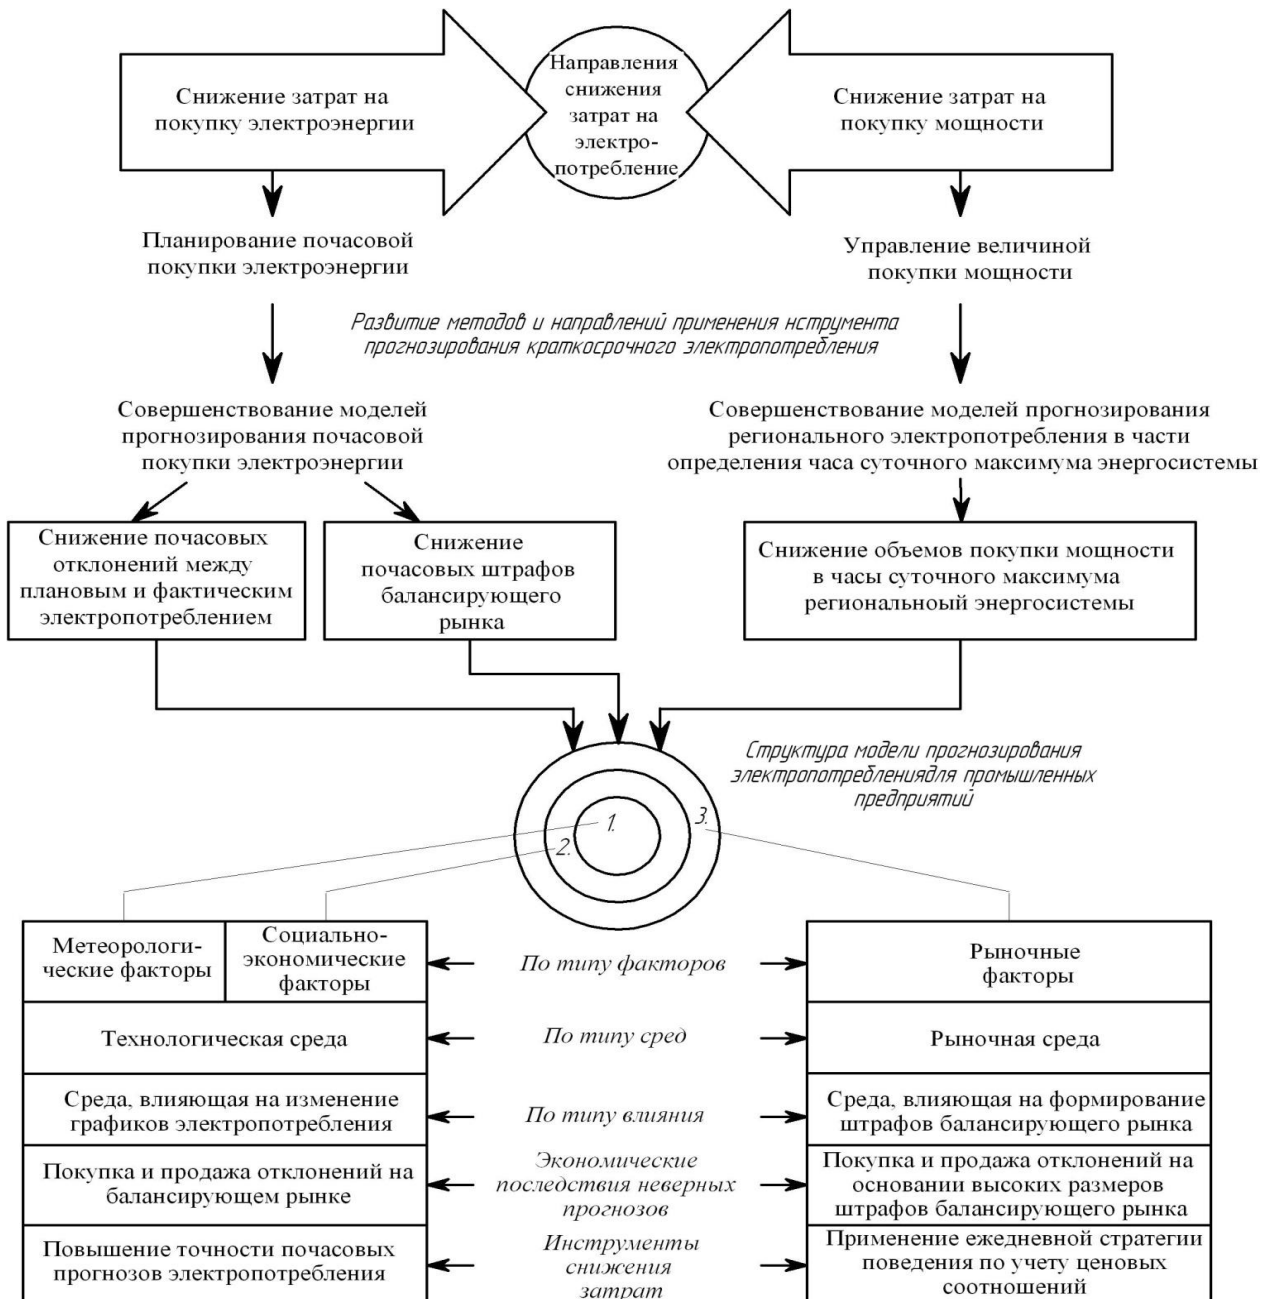 Снижение затрат на
покупку электроэнергии
Направления
снижения
затрат на
электро-
потребление
Снижение затрат на
покупку мощности
Планирование почасовой
покупки электроэнергии
Управление величиной
покупки мощности
Развитие методов и направлений применения нструмента
прогнозирования краткосрочного электропотребления
Совершенствование моделей
прогнозирования почасовой
покупки электроэнергии
Совершенствование моделей прогнозирования
регионального электропотребления в части
определения часа суточного максимума энергосистемы
Снижение почасовых
отклонений между
плановым и фактическим
электропотреблением
Снижение
почасовых штрафов
балансирующего
рынка
Снижение объемов покупки мощности
в часы суточного максимума
региональноый энергосистемы
Структура модели прогнозирования
электропотреблениядля промышленных
предприятий
1.
2.
3.
Метеорологи-
ческие факторы
Социально-
экономические
факторы
По типу факторов
Рыночные
факторы
Технологическая среда
По типу сред
Рыночная среда
Среда, влияющая на изменение
графиков электропотребления
По типу влияния
Среда, влияющая на формирование
штрафов балансирующего рынка
Покупка и продажа отклонений на
балансирующем рынке
Экономические
последствия неверных
прогнозов
Покупка и продажа отклонений на
основании высоких размеров
штрафов балансирующего рынка
Повышение точности почасовых
прогнозов электропотребления
Инструменты
снижения
затрат
Применение ежедневной стратегии
поведения по учету ценовых
соотношений